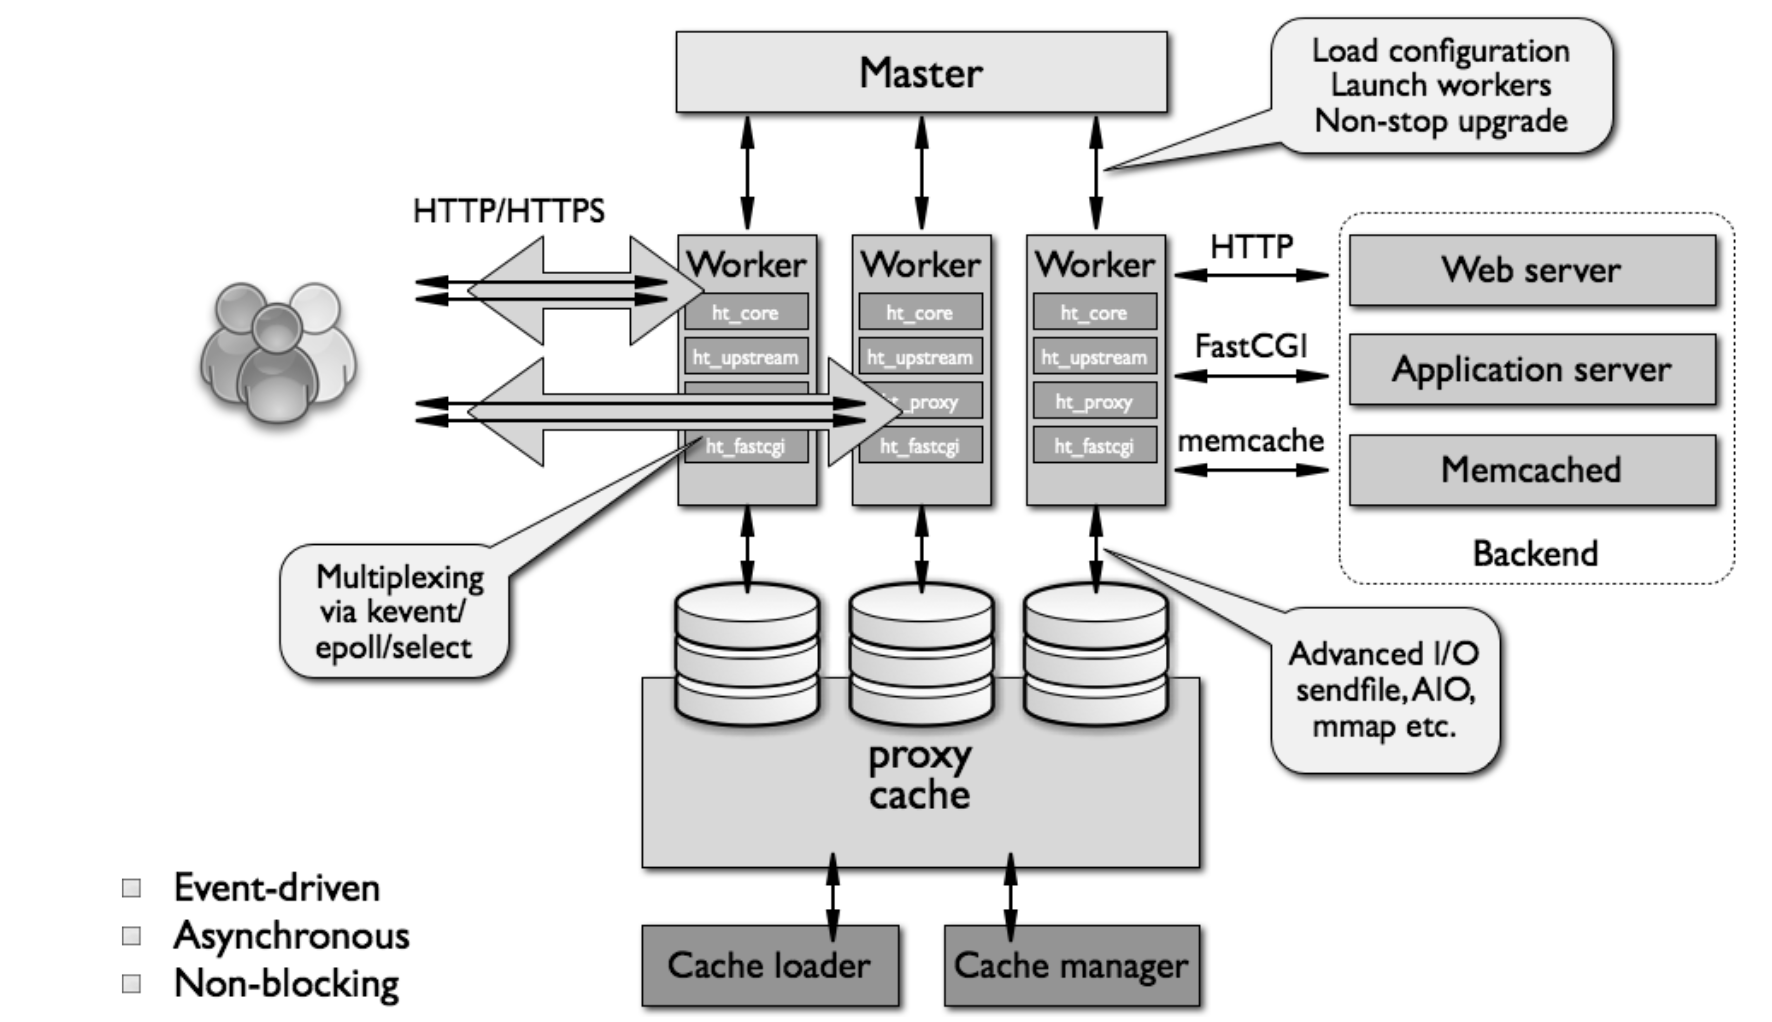 Master
Load configuration
Launch workers
Non-stop upgrade
HTTP/HTTPS
Worker
ht_core
ht_upstream
ht_fastcgi
Worker
ht_core
ht_upstream
_proxy
ht_fastcgi
Worker
ht_core
ht_upstream
ht_proxy
ht_fastcgi
HTTP
FastCGI
memcache
Web server
Application server
Memcached
Backend
Multiplexing
via kevent/
epoll/select
Advanced I/O
sendfile, AIO,
mmap etc.
proxy
cache
Cache loader
Cache manager
Event-driven
Asynchronous
Non-blocking